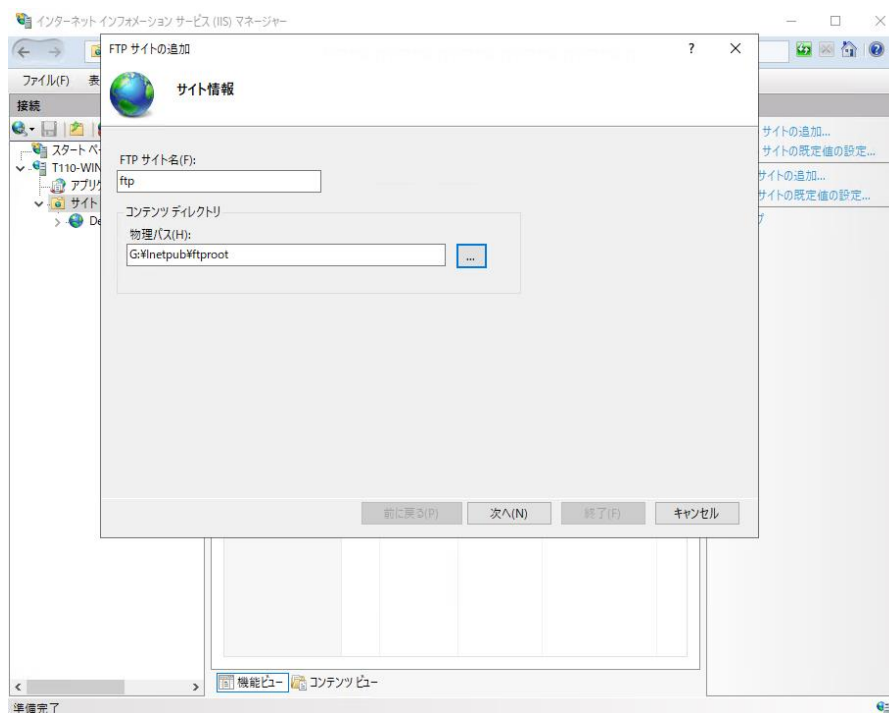 インターネット インフォメーション サービス (IIS) マネージャー
FTP サイトの追加
?
サイト情報
ファイル(F) 表
接続
スタート ペ
T110-WIN
アプリ
サイト
De
FTP サイト名(F):
ftp
コンテンツ ディレクトリ
物理パス(H):
G:¥Inetpub¥ftproot
...
サイトの追加...
サイトの既定値の設定...
サイトの追加...
サイトの既定値の設定...
前に戻る(P) 次へ(N) 終了(F) キャンセル
機能ビュー コンテンツ ビュー
準備完了